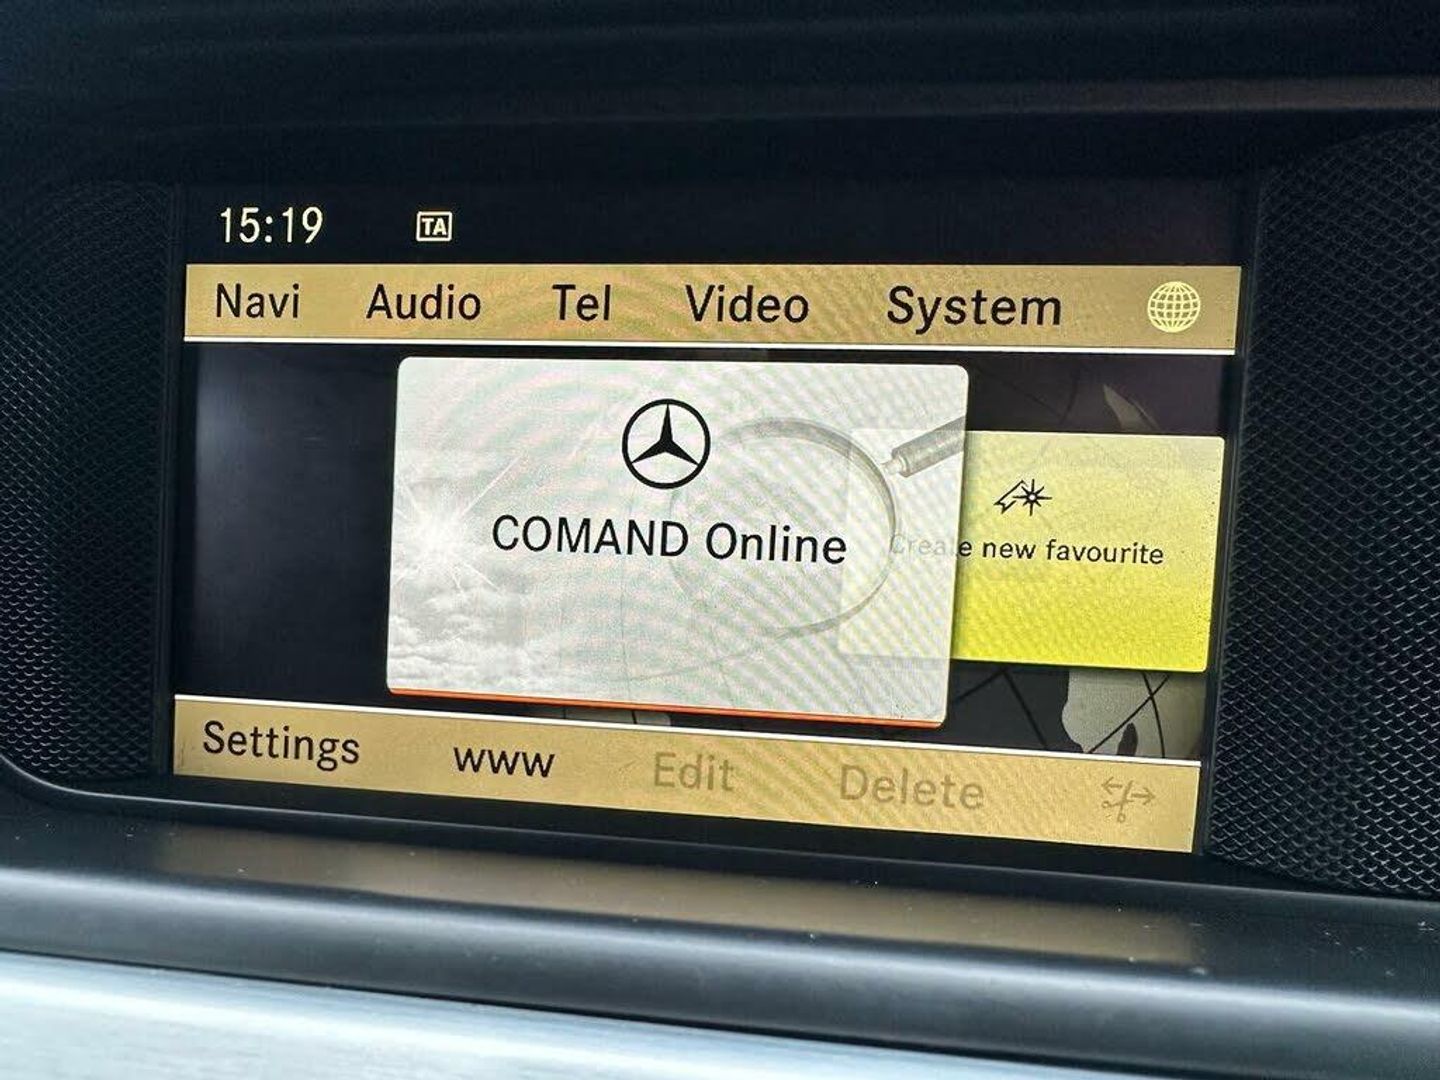 15:19 TA
Navi Audio Tel Video System
COMAND Online
Create new favourite
Settings www Edit Delete